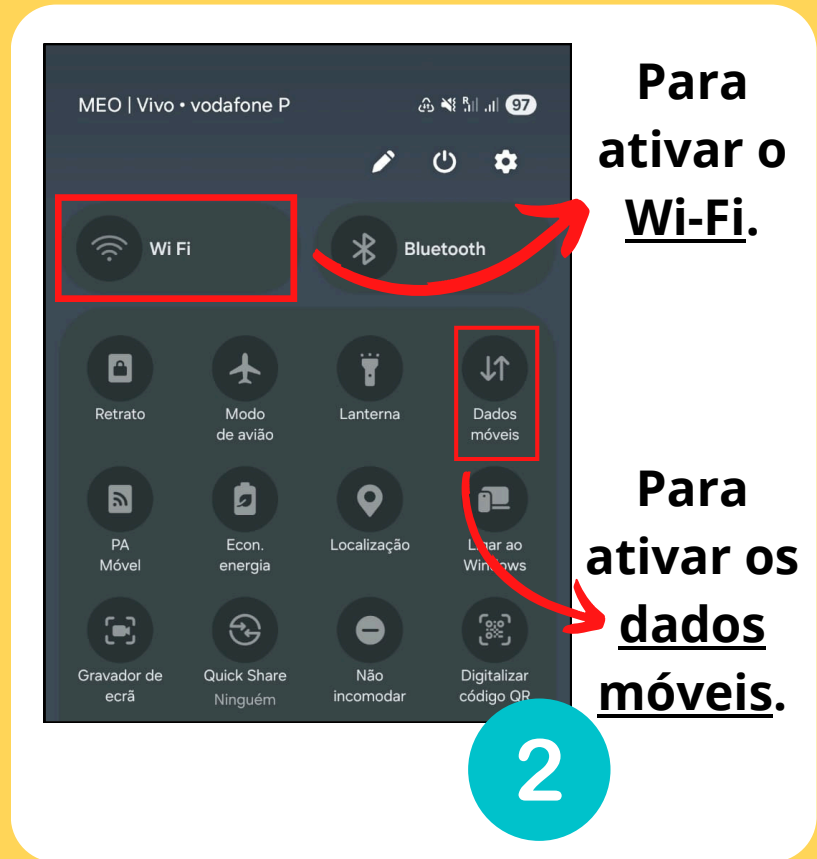 MEO | Vivo • vodafone P
97
Para
ativar o
Wi-Fi.
Wi Fi
Bluetooth
Retrato
Modo
de avião
Lanterna
Dados
móveis
PA
Móvel
Econ.
energia
Localização
Ligar ao
Windows
Para
ativar os
dados
móveis.
Gravador de
ecrã
Quick Share
Ninguém
Não
incomodar
Digitalizar
código QR
2